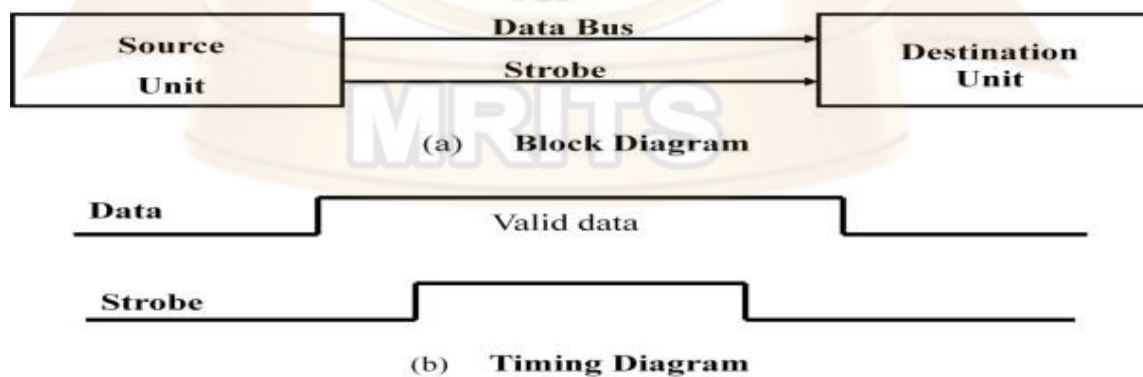 Data Bus
Source Unit
Strobe
Destination Unit
MRITS
(a) Block Diagram
Data
Valid data
Strobe
(b) Timing Diagram